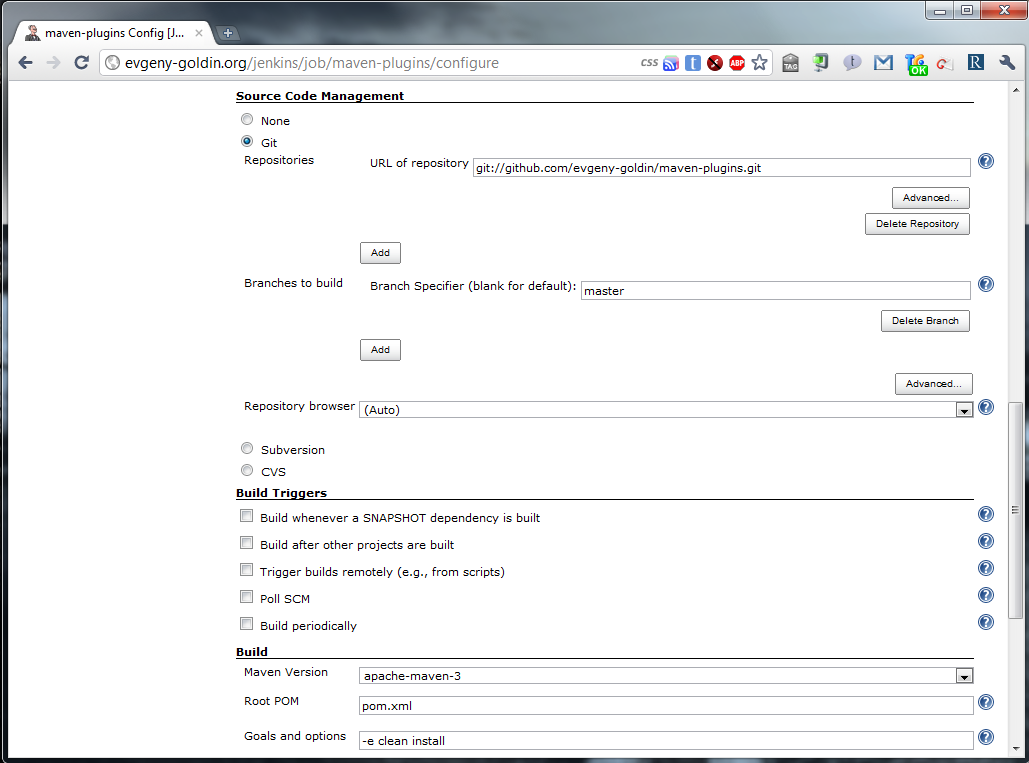 maven-plugins Config [J...
evgeny-goldin.org/jenkins/job/maven-plugins/configure
css
t
ABP
TAG
t
OK
R
Source Code Management
None
Git
Repositories
URL of repository
git://github.com/evgeny-goldin/maven-plugins.git
Advanced...
Delete Repository
Add
Branches to build
Branch Specifier (blank for default):
master
Delete Branch
Add
Advanced...
Repository browser
(Auto)
Subversion
CVS
Build Triggers
Build whenever a SNAPSHOT dependency is built
Build after other projects are built
Trigger builds remotely (e.g., from scripts)
Poll SCM
Build periodically
Build
Maven Version
apache-maven-3
Root POM
pom.xml
Goals and options
-e clean install